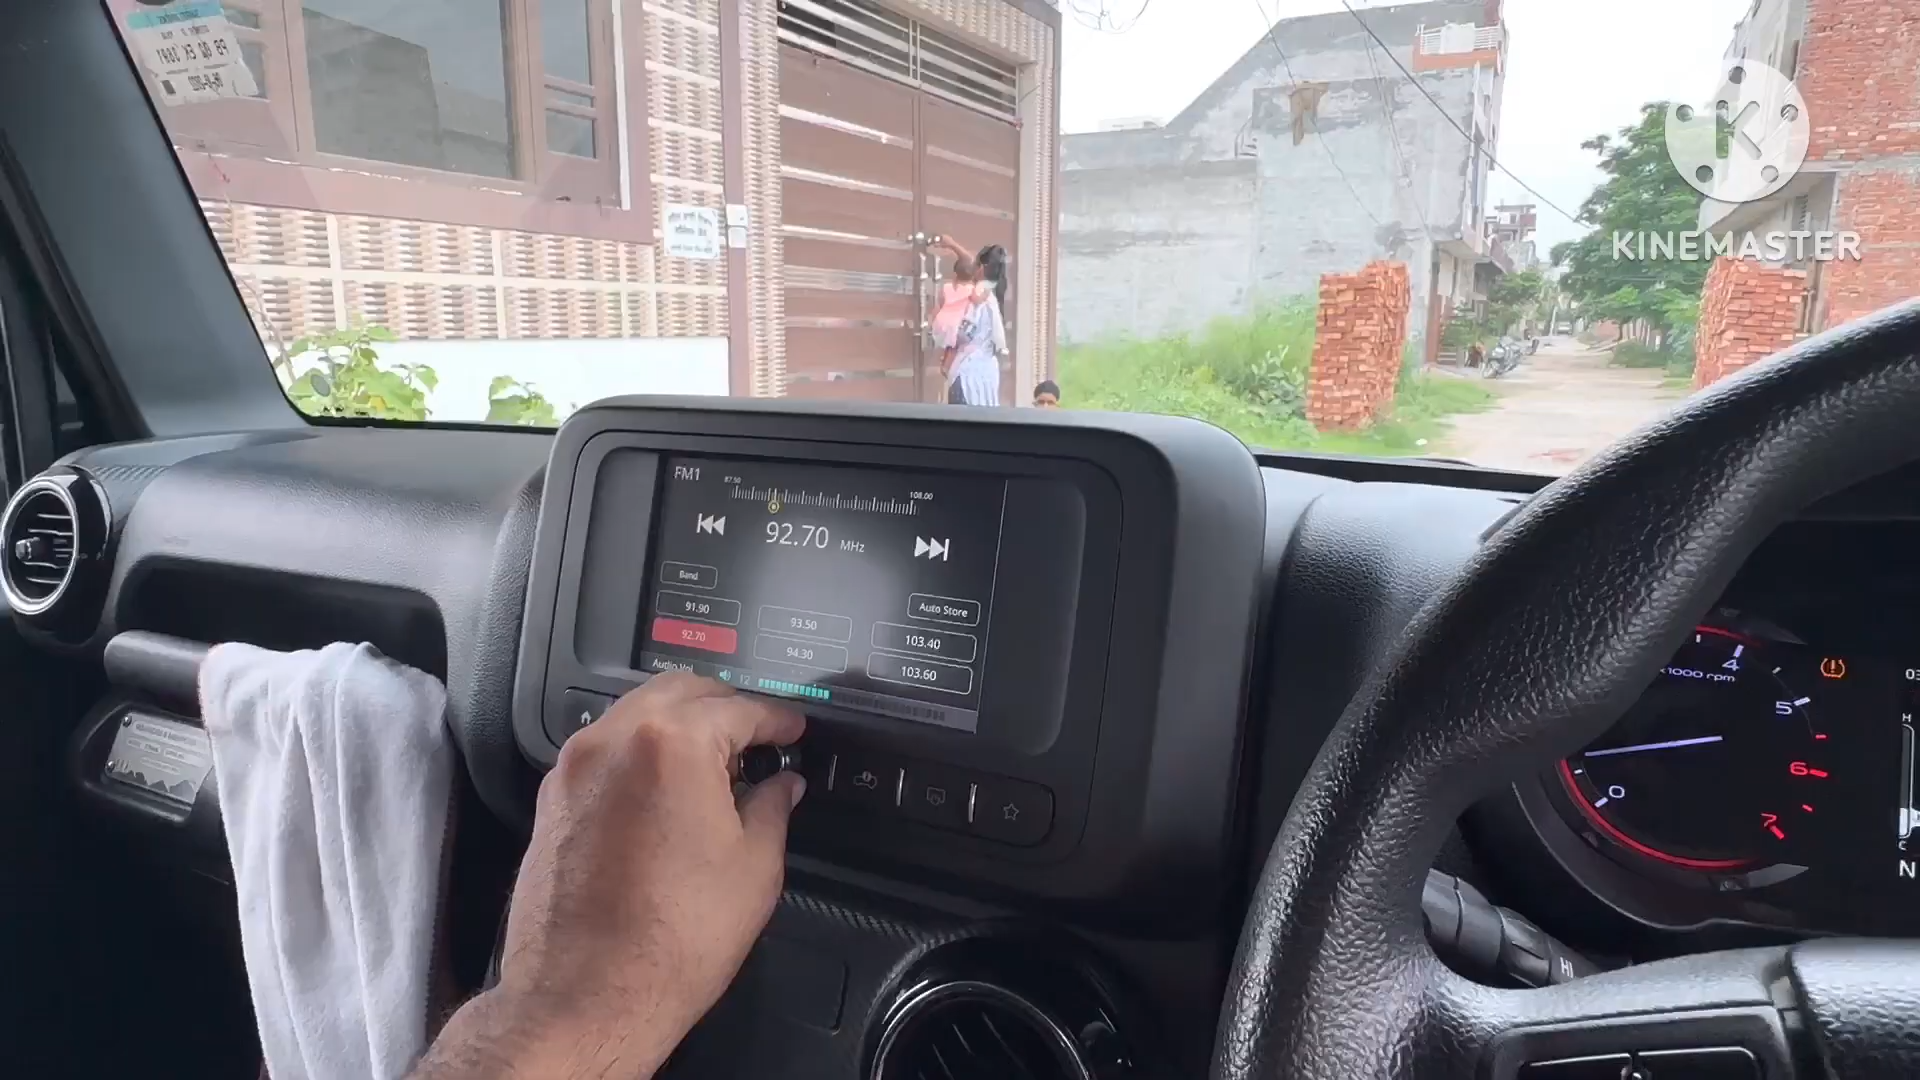 KINEMASTER
FM1
87.50
108.00
92.70 MHz
Band
Auto Store
91.90
93.50
103.40
92.70
94.30
103.60
Audio Vol
12
4
x1000 rpm
5
6
7
0
H
C
N
HI